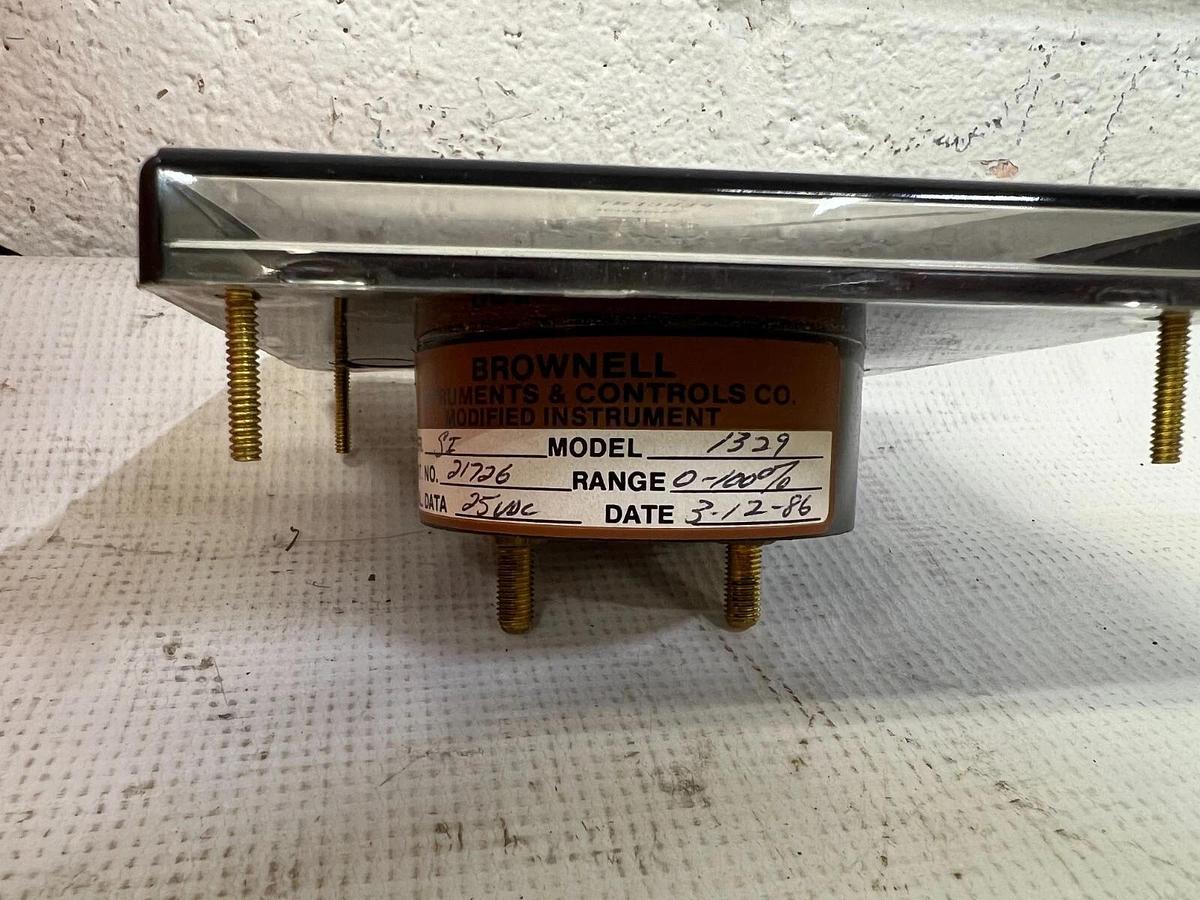 BROWNELL
RUMENTS & CONTROLS CO.
MODIFIED INSTRUMENT
SI MODEL 1329
NO. 21726 RANGE 0-100%
DATA 25VDC DATE 3-12-86